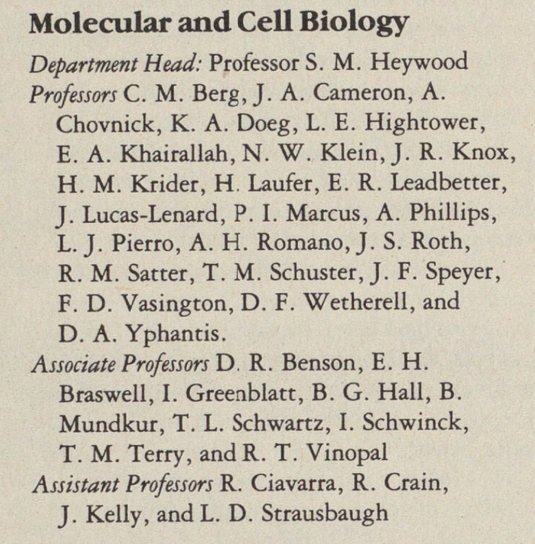 Molecular and Cell Biology
Department Head: Professor S. M. Heywood
Professors C. M. Berg, J. A. Cameron, A.
Chovnick, K. A. Doeg, L. E. Hightower,
E. A. Khairallah, N. W. Klein, J. R. Knox,
H. M. Krider, H. Laufer, E. R. Leadbetter,
J. Lucas-Lenard, P. I. Marcus, A. Phillips,
L. J. Pierro, A. H. Romano, J. S. Roth,
R. M. Satter, T. M. Schuster, J. F. Speyer,
F. D. Vasington, D. F. Wetherell, and
D. A. Yphantis.
Associate Professors D. R. Benson, E. H.
Braswell, I. Greenblatt, B. G. Hall, B.
Mundkur, T. L. Schwartz, I. Schwinck,
T. M. Terry, and R. T. Vinopal
Assistant Professors R. Ciavarra, R. Crain,
J. Kelly, and L. D. Strausbaugh